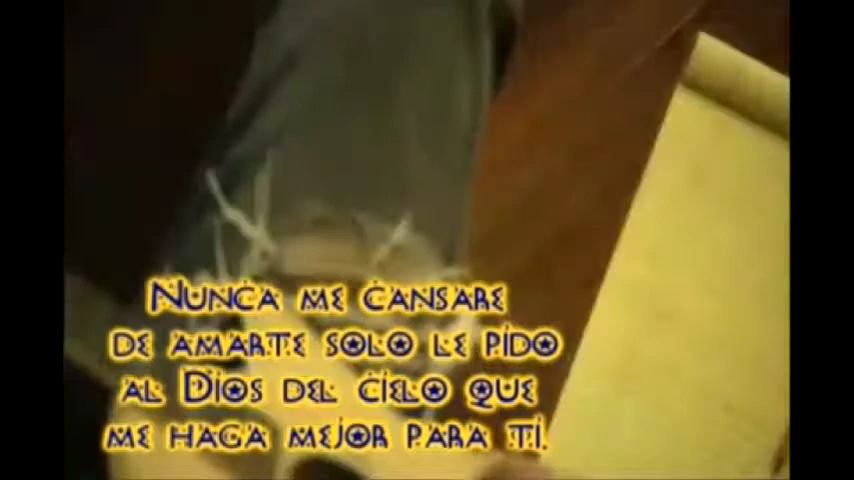 Nunca me cansare
de amarte solo le pido
al Dios del cielo que
me haga mejor para ti.